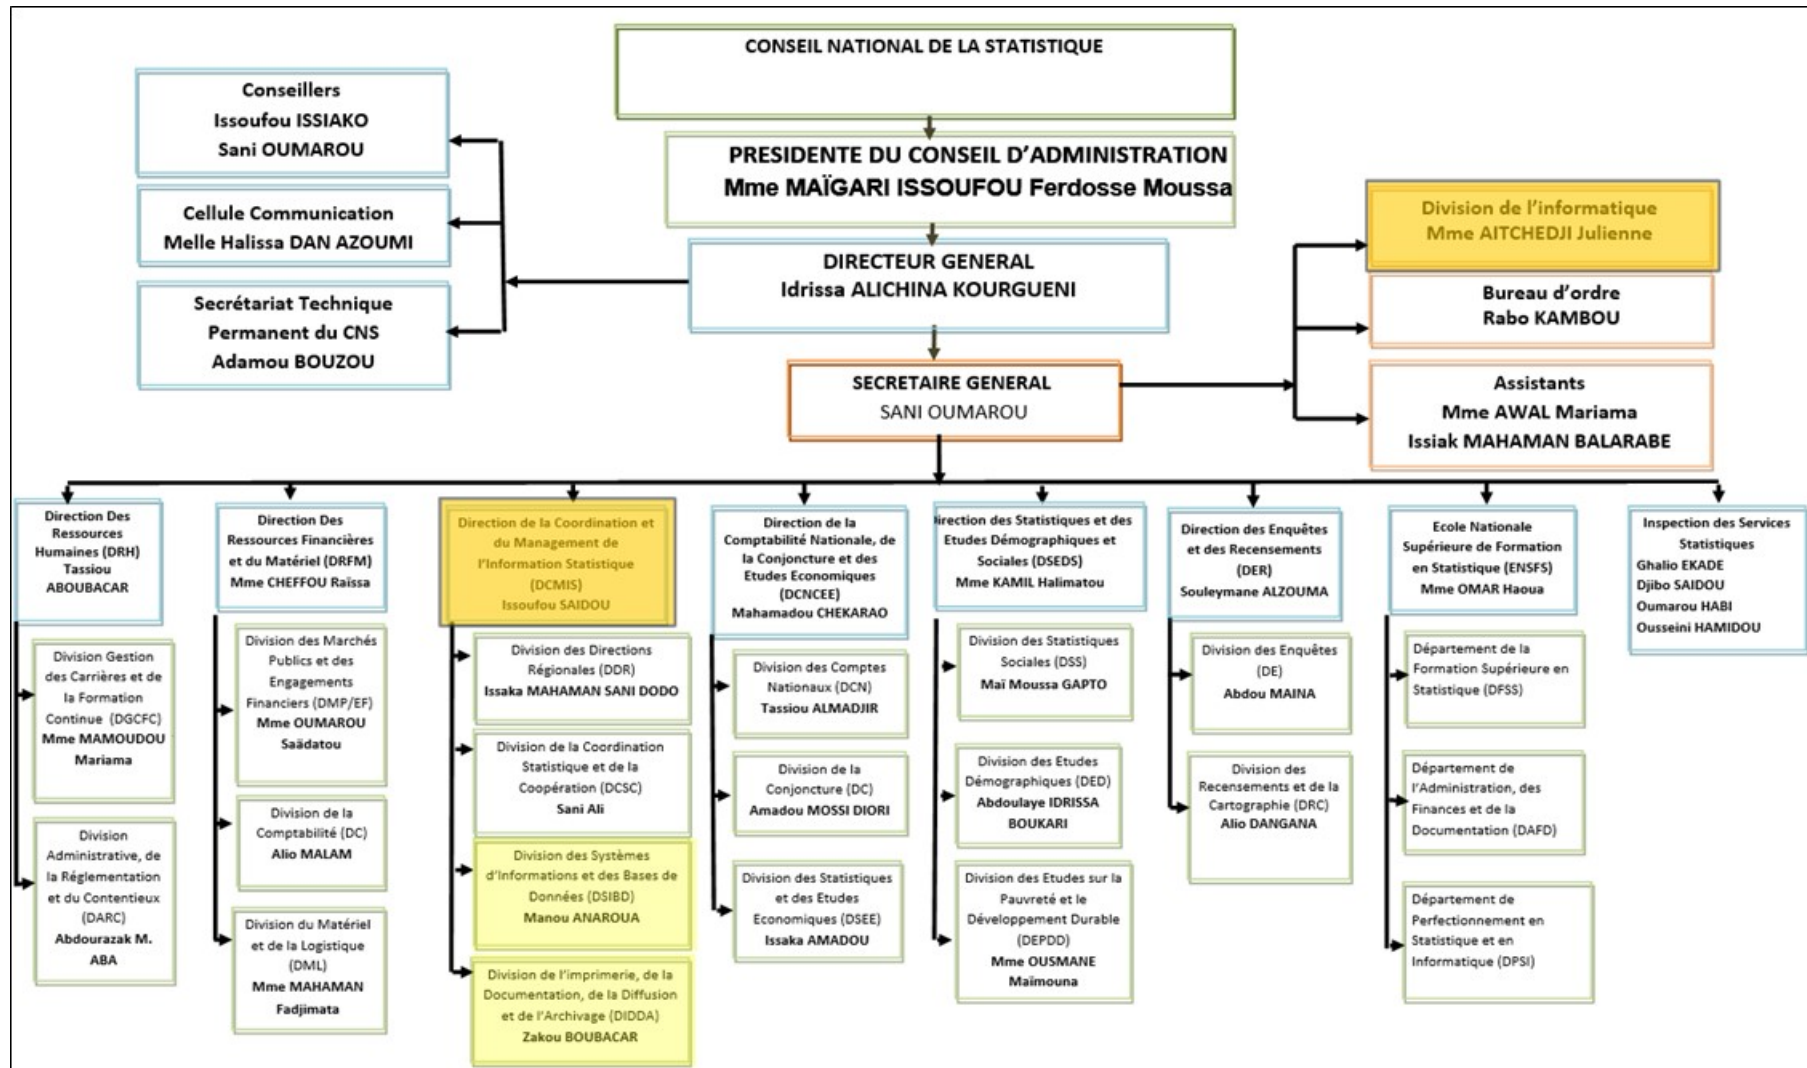 CONSEIL NATIONAL DE LA STATISTIQUE
PRESIDENTE DU CONSEIL D'ADMINISTRATION
Mme MAÏGARI ISSOUFOU Ferdosse Moussa
DIRECTEUR GENERAL
Idrissa ALICHINA KOURGUENI
Conseillers
Issoufou ISSIAKO
Sani OUMAROU
Cellule Communication
Melle Halissa DAN AZOUMI
Secrétariat Technique
Permanent du CNS
Adamou BOUZOU
SECRETAIRE GENERAL
SANI OUMAROU
Division de l'informatique
Mme AITCHEDJI Julienne
Bureau d'ordre
Rabo KAMBOU
Assistants
Mme AWAL Mariama
Issiak MAHAMAN BALARABE
Direction Des
Ressources
Humaines (DRH)
Tassiou
ABOUBACAR
Division Gestion
des Carrières et de
la Formation
Continue (DGCFC)
Mme MAMOUDOU
Mariama
Division
Administrative, de
la Réglementation
et du Contentieux
(DARC)
Abdourazak M.
ABA
Direction Des
Ressources Financières
et du Matériel (DRFM)
Mme CHEFFOU Raïssa
Division des Marchés
Publics et des
Engagements
Financiers (DMP/EF)
Mme OUMAROU
Saädatou
Division de la
Comptabilité (DC)
Alio MALAM
Division du Matériel
et de la Logistique
(DML)
Mme MAHAMAN
Fadjimata
Direction de la Coordination et
du Management de
l'Information Statistique
(DCMIS)
Issoufou SAIDOU
Division des Directions
Régionales (DDR)
Issaka MAHAMAN SANI DODO
Division de la Coordination
Statistique et de la
Coopération (DCSC)
Sani Ali
Division des Systèmes
d'Informations et des Bases de
Données (DSIBD)
Manou ANAROUA
Division de l'imprimerie, de la
Documentation, de la Diffusion
et de l'Archivage (DIDDA)
Zakou BOUBACAR
Direction de la
Comptabilité Nationale, de
la Conjoncture et des
Etudes Economiques
(DCNCEE)
Mahamadou CHEKARAO
Division des Comptes
Nationaux (DCN)
Tassiou ALMADJIR
Division de la
Conjoncture (DC)
Amadou MOSSI DIORI
Division des Statistiques
et des Etudes
Economiques (DSEE)
Issaka AMADOU
Direction des Statistiques et des
Etudes Démographiques et
Sociales (DSEDS)
Mme KAMIL Halimatou
Division des Statistiques
Sociales (DSS)
Maï Moussa GAPTO
Division des Etudes
Démographiques (DED)
Abdoulaye IDRISSA
BOUKARI
Division des Etudes sur la
Pauvreté et le
Développement Durable
(DEPDD)
Mme OUSMANE
Maïmouna
Direction des Enquêtes
et des Recensements
(DER)
Souleymane ALZOUMA
Division des Enquêtes
(DE)
Abdou MAINA
Division des
Recensements et de la
Cartographie (DRC)
Alio DANGANA
Ecole Nationale
Supérieure de Formation
en Statistique (ENSFS)
Mme OMAR Haoua
Département de la
Formation Supérieure en
Statistique (DFSS)
Département de
l'Administration, des
Finances et de la
Documentation (DAFD)
Département de
Perfectionnement en
Statistique et en
Informatique (DPSI)
Inspection des Services
Statistiques
Ghalio EKADE
Djibo SAIDOU
Oumarou HABI
Ousseini HAMIDOU